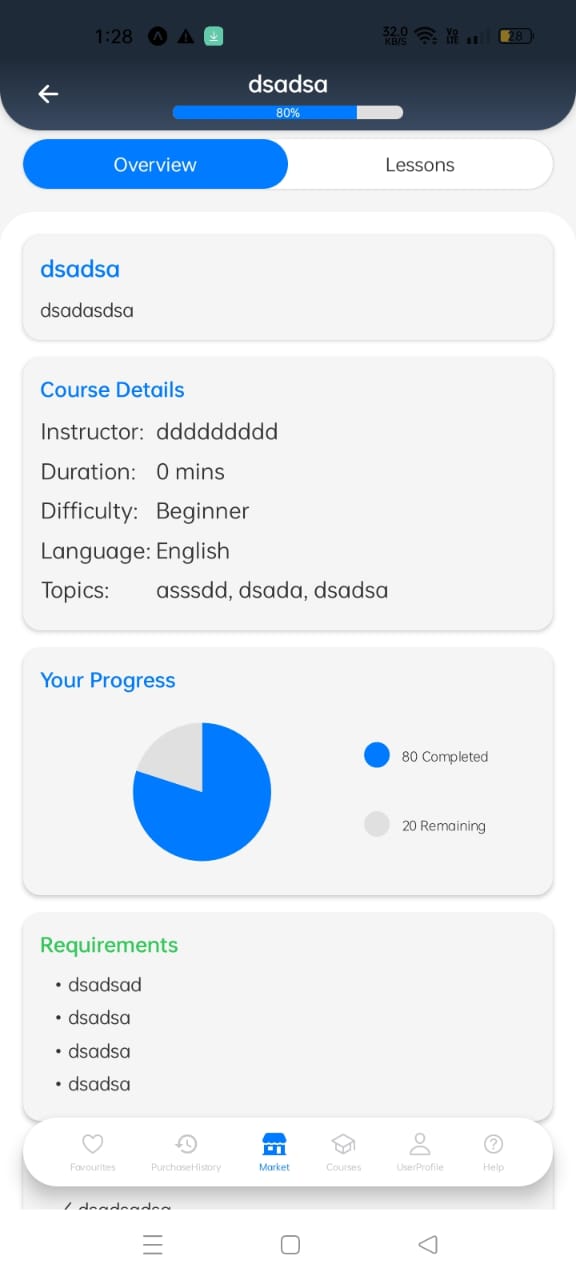 1:28 32.0 KB/S Vo LTE 28
dsadsa
80%
Overview Lessons
dsadsa
dsadasdsa
Course Details
Instructor: ddddddddd
Duration: 0 mins
Difficulty: Beginner
Language: English
Topics: asssdd, dsada, dsadsa
Your Progress
80 Completed
20 Remaining
Requirements
• dsadsad
• dsadsa
• dsadsa
• dsadsa
Favourites PurchaseHistory Market Courses UserProfile Help